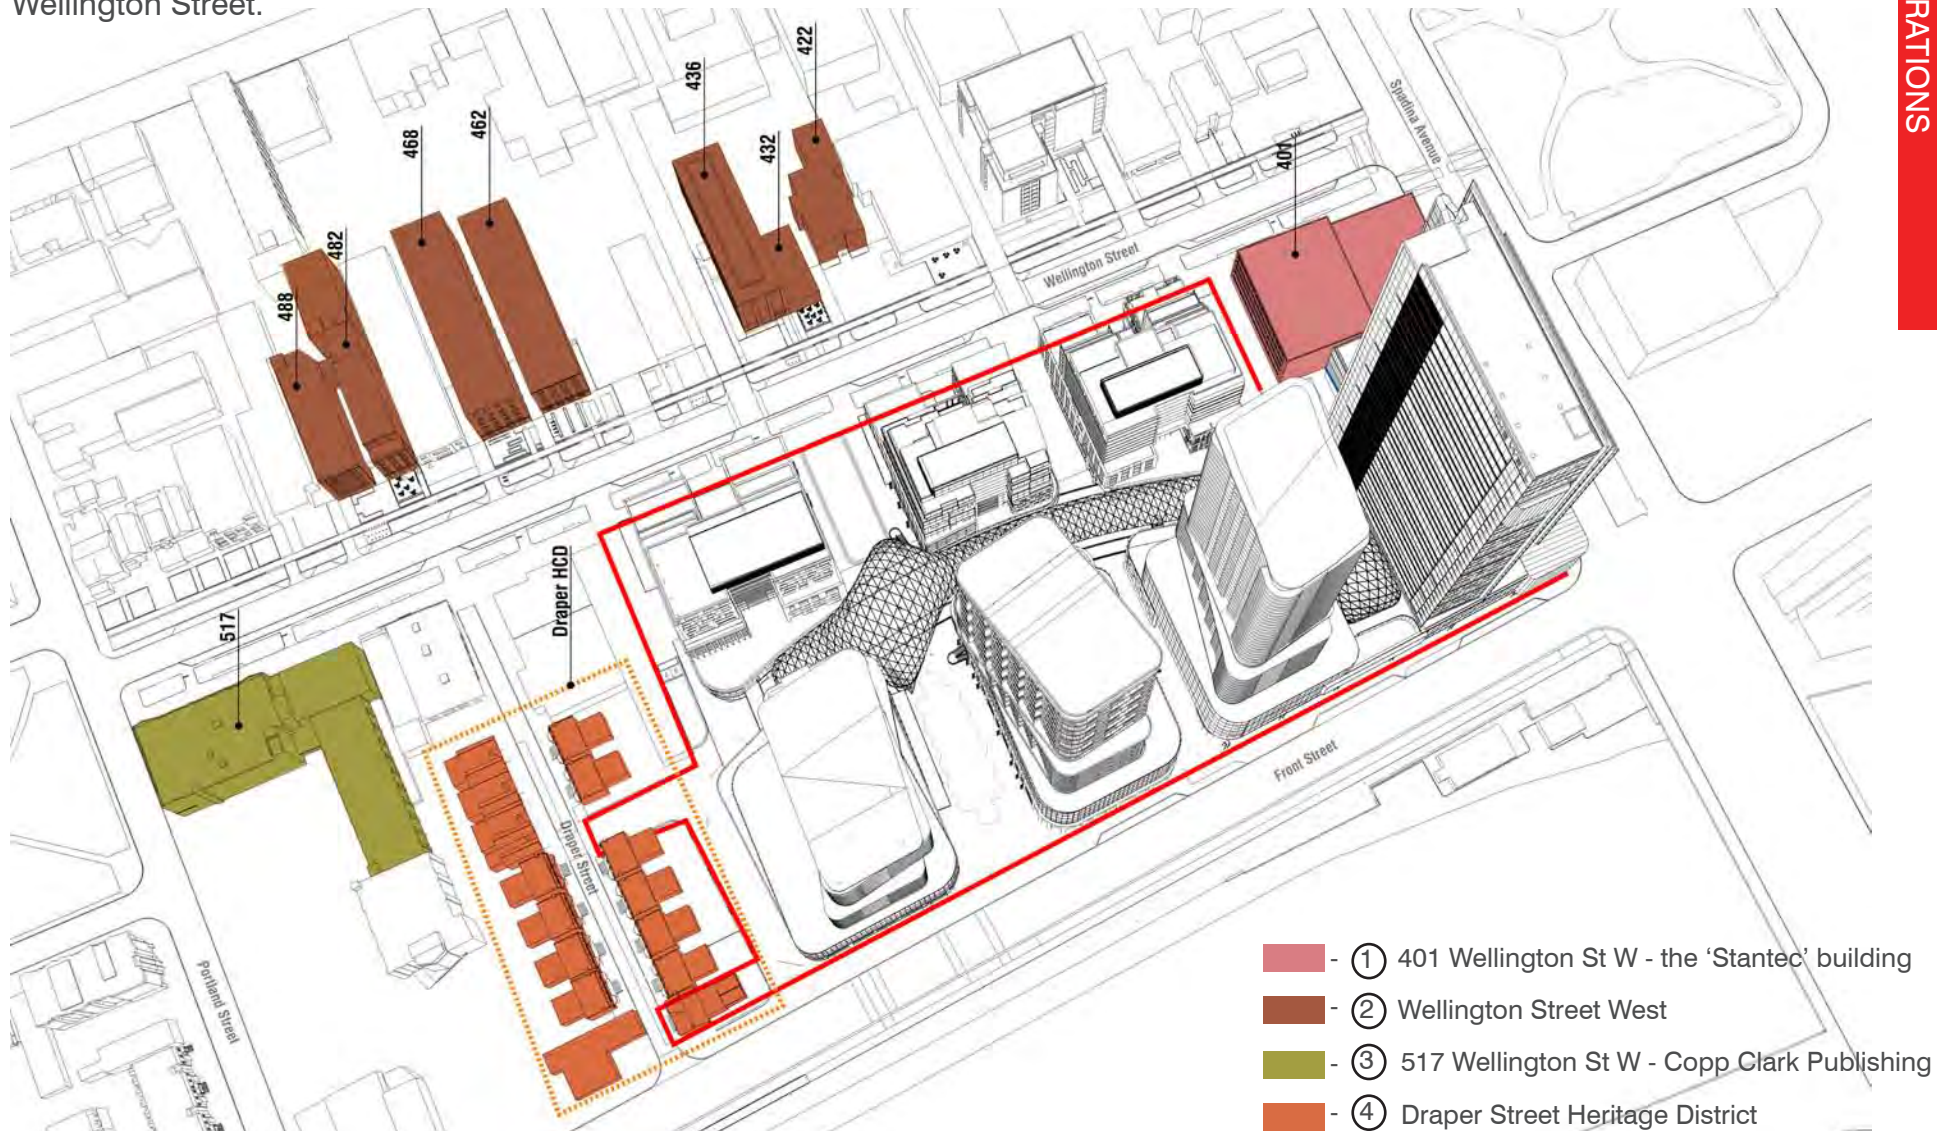 Wellington Street.
RATIONS
422
436
432
462
468
482
488
401
Spadina Avenue
Wellington Street
Draper HCD
517
Draper Street
Front Street
Portland Street
- 1 401 Wellington St W - the ‘Stantec’ building
- 2 Wellington Street West
- 3 517 Wellington St W - Copp Clark Publishing
- 4 Draper Street Heritage District